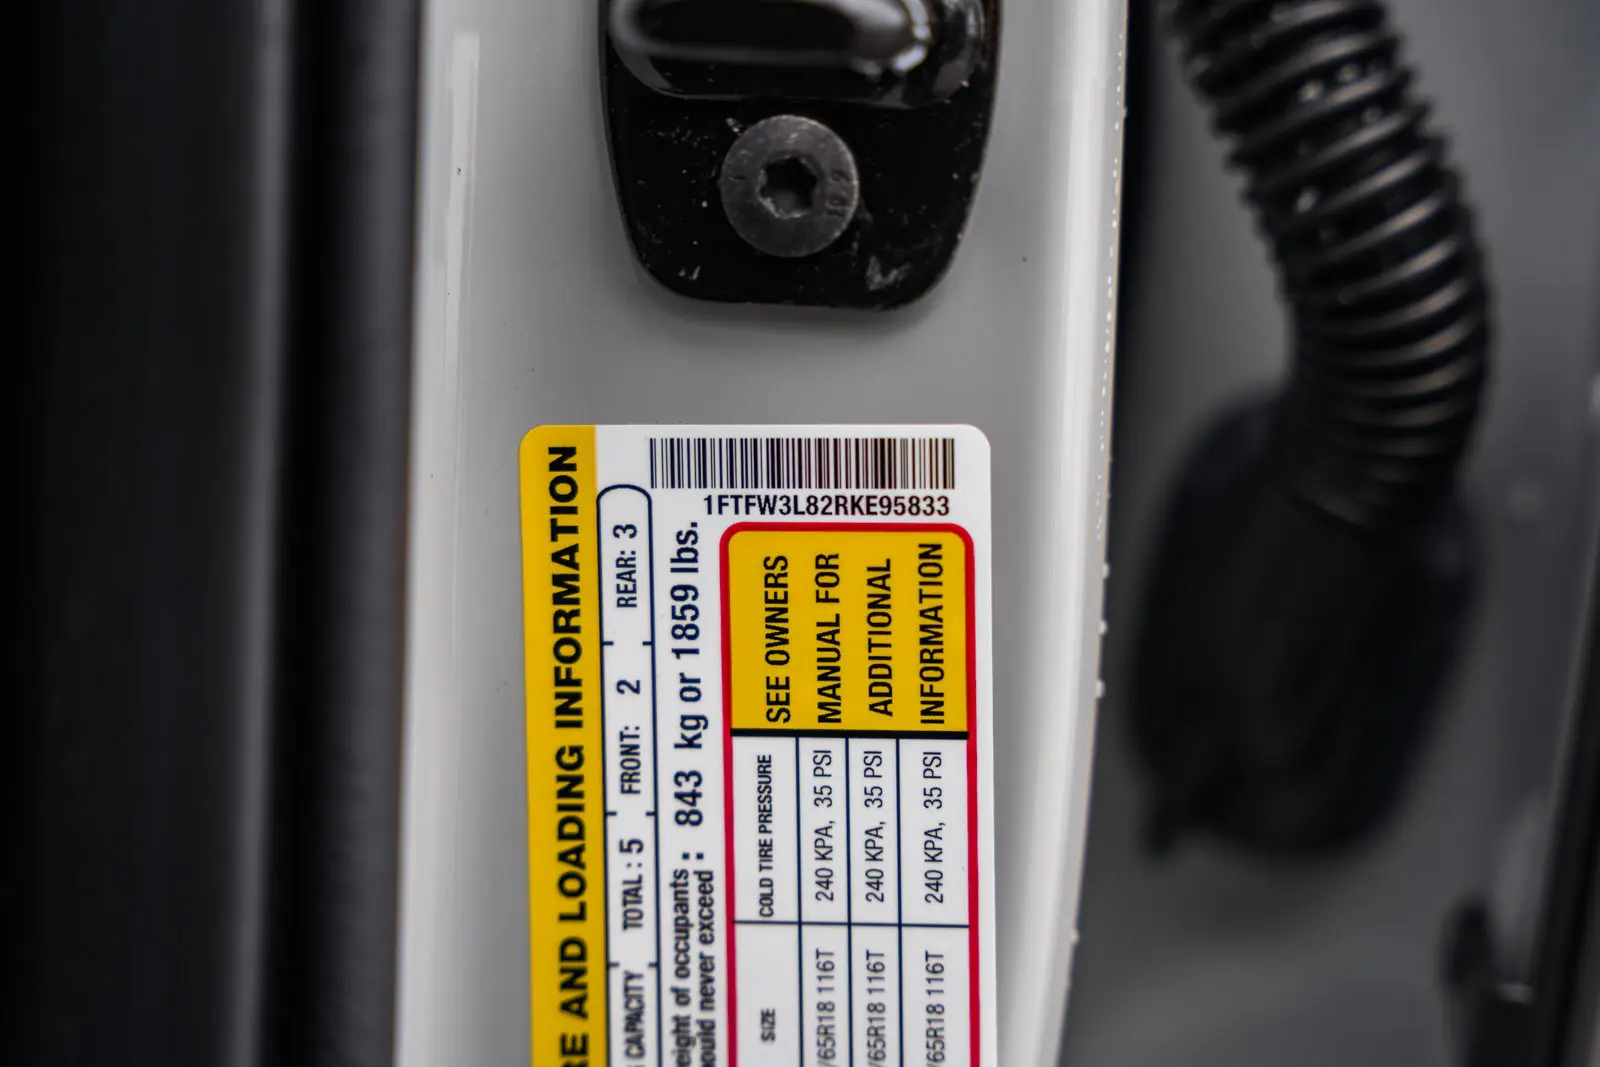 1FTFW3L82RKE95833
RE AND LOADING INFORMATION
CAPACITY TOTAL : 5 FRONT: 2 REAR: 3
of occupants : 843 kg or 1859 lbs.
never exceed
SIZE COLD TIRE PRESSURE SEE OWNERS
/65R18 116T 240 KPA, 35 PSI MANUAL FOR
/65R18 116T 240 KPA, 35 PSI ADDITIONAL
/65R18 116T 240 KPA, 35 PSI INFORMATION